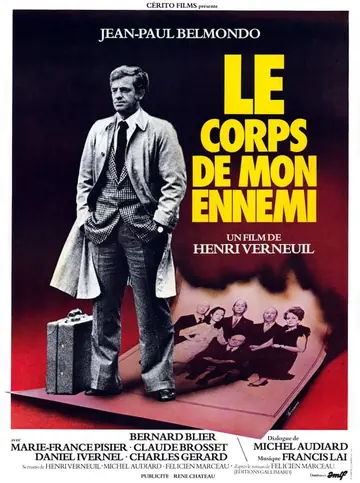 CÉRITO FILMS présente
JEAN-PAUL BELMONDO
LE
CORPS
DE MON
ENNEMI
UN FILM DE
HENRI VERNEUIL
avec
BERNARD BLIER
MARIE-FRANCE PISIER · CLAUDE BROSSET
DANIEL IVERNEL · CHARLES GERARD
Scénario de HENRI VERNEUIL · MICHEL AUDIARD · FELICIEN MARCEAU
Dialogue de
MICHEL AUDIARD
Musique FRANCIS LAI
d'après le roman de FELICIEN MARCEAU
(EDITIONS GALLIMARD)
PUBLICITÉ RENE CHATEAU